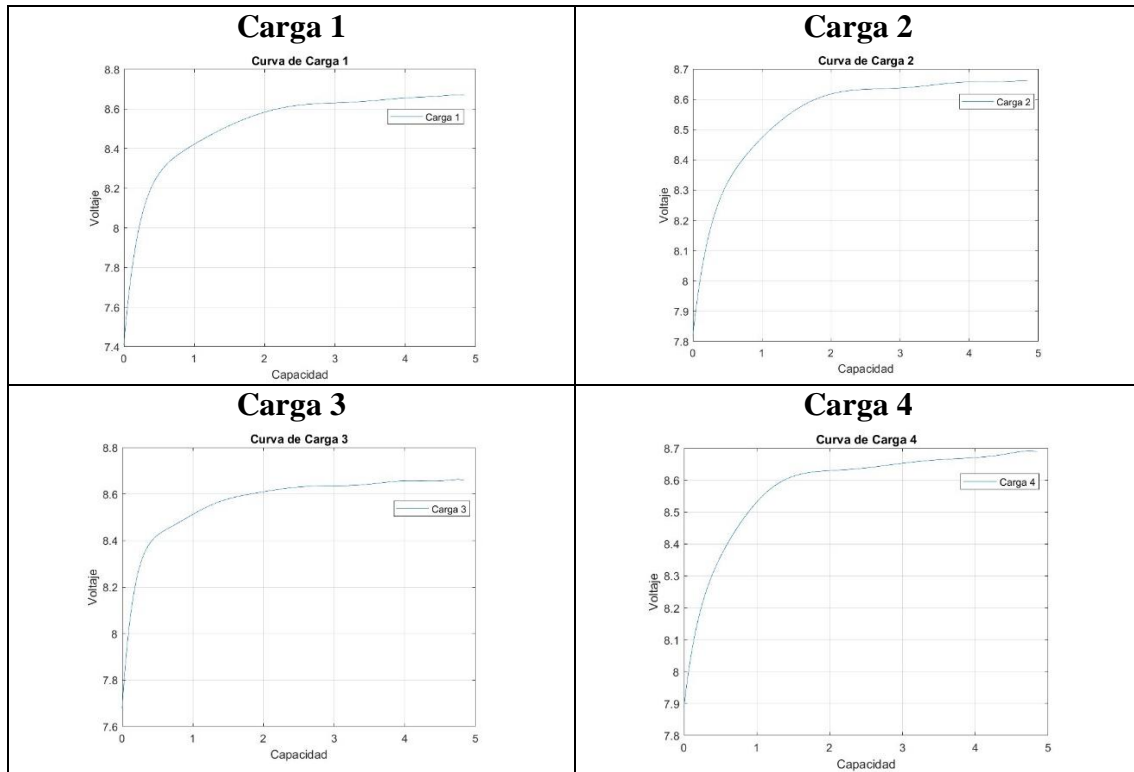 Carga 1
Curva de Carga 1
8.8
8.6
8.4
8.2
8
7.8
7.6
7.4
Voltaje
Carga 1
0 1 2 3 4 5
Capacidad
Carga 2
Curva de Carga 2
8.7
8.6
8.5
8.4
8.3
8.2
8.1
8
7.9
7.8
Voltaje
Carga 2
0 1 2 3 4 5
Capacidad
Carga 3
Curva de Carga 3
8.8
8.6
8.4
8.2
8
7.8
7.6
Voltaje
Carga 3
0 1 2 3 4 5
Capacidad
Carga 4
Curva de Carga 4
8.7
8.6
8.5
8.4
8.3
8.2
8.1
8
7.9
7.8
Voltaje
Carga 4
0 1 2 3 4 5
Capacidad